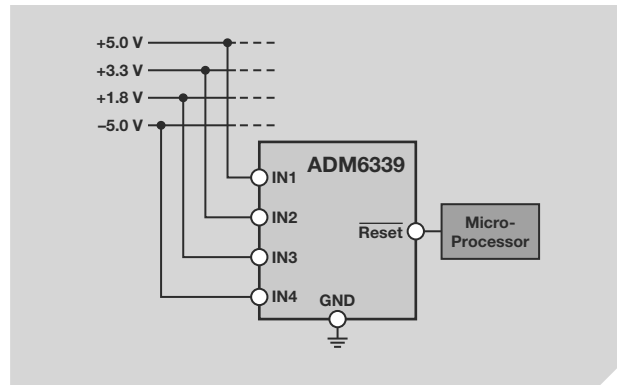 +5.0 V
+3.3 V
+1.8 V
–5.0 V
ADM6339
IN1
IN2
IN3
IN4
GND
Reset
Micro-
Processor